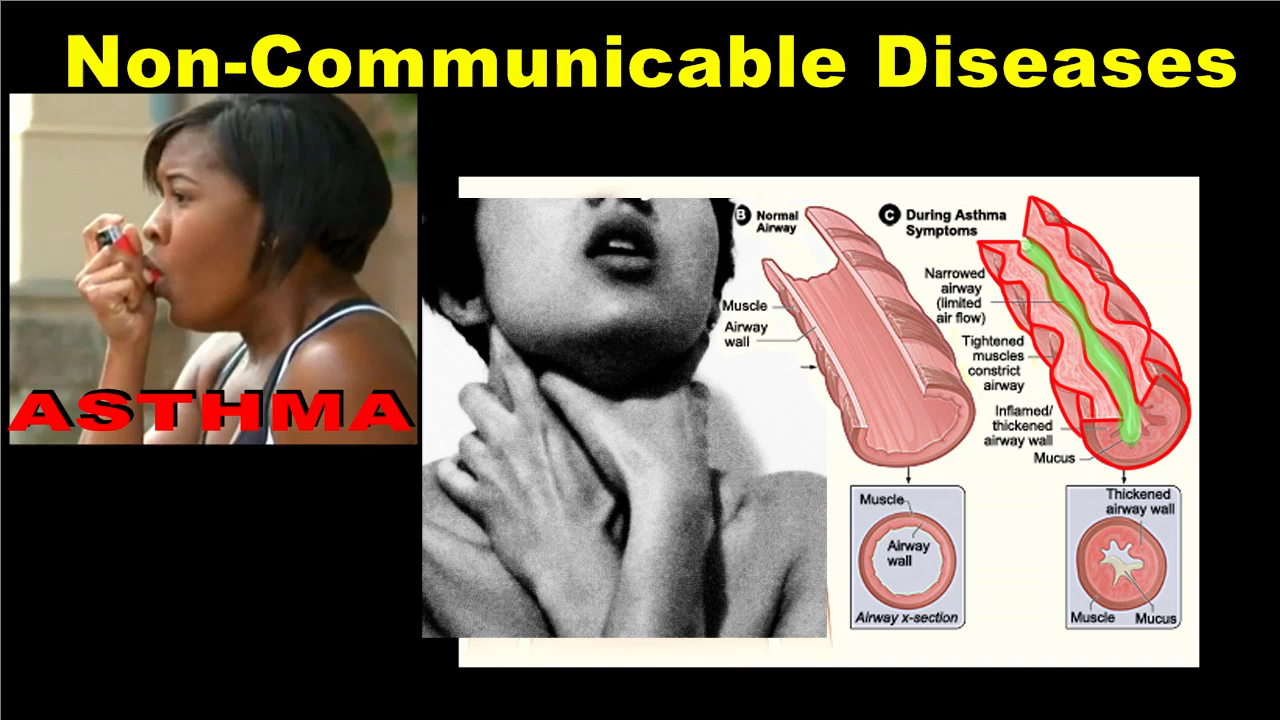 Non-Communicable Diseases
ASTHMA
B Normal
Airway
Muscle
Airway
wall
C During Asthma
Symptoms
Narrowed
airway
(limited
air flow)
Tightened
muscles
constrict
airway
Inflamed/
thickened
airway wall
Mucus
Muscle
Airway
wall
Airway x-section
Thickened
airway wall
Muscle
Mucus